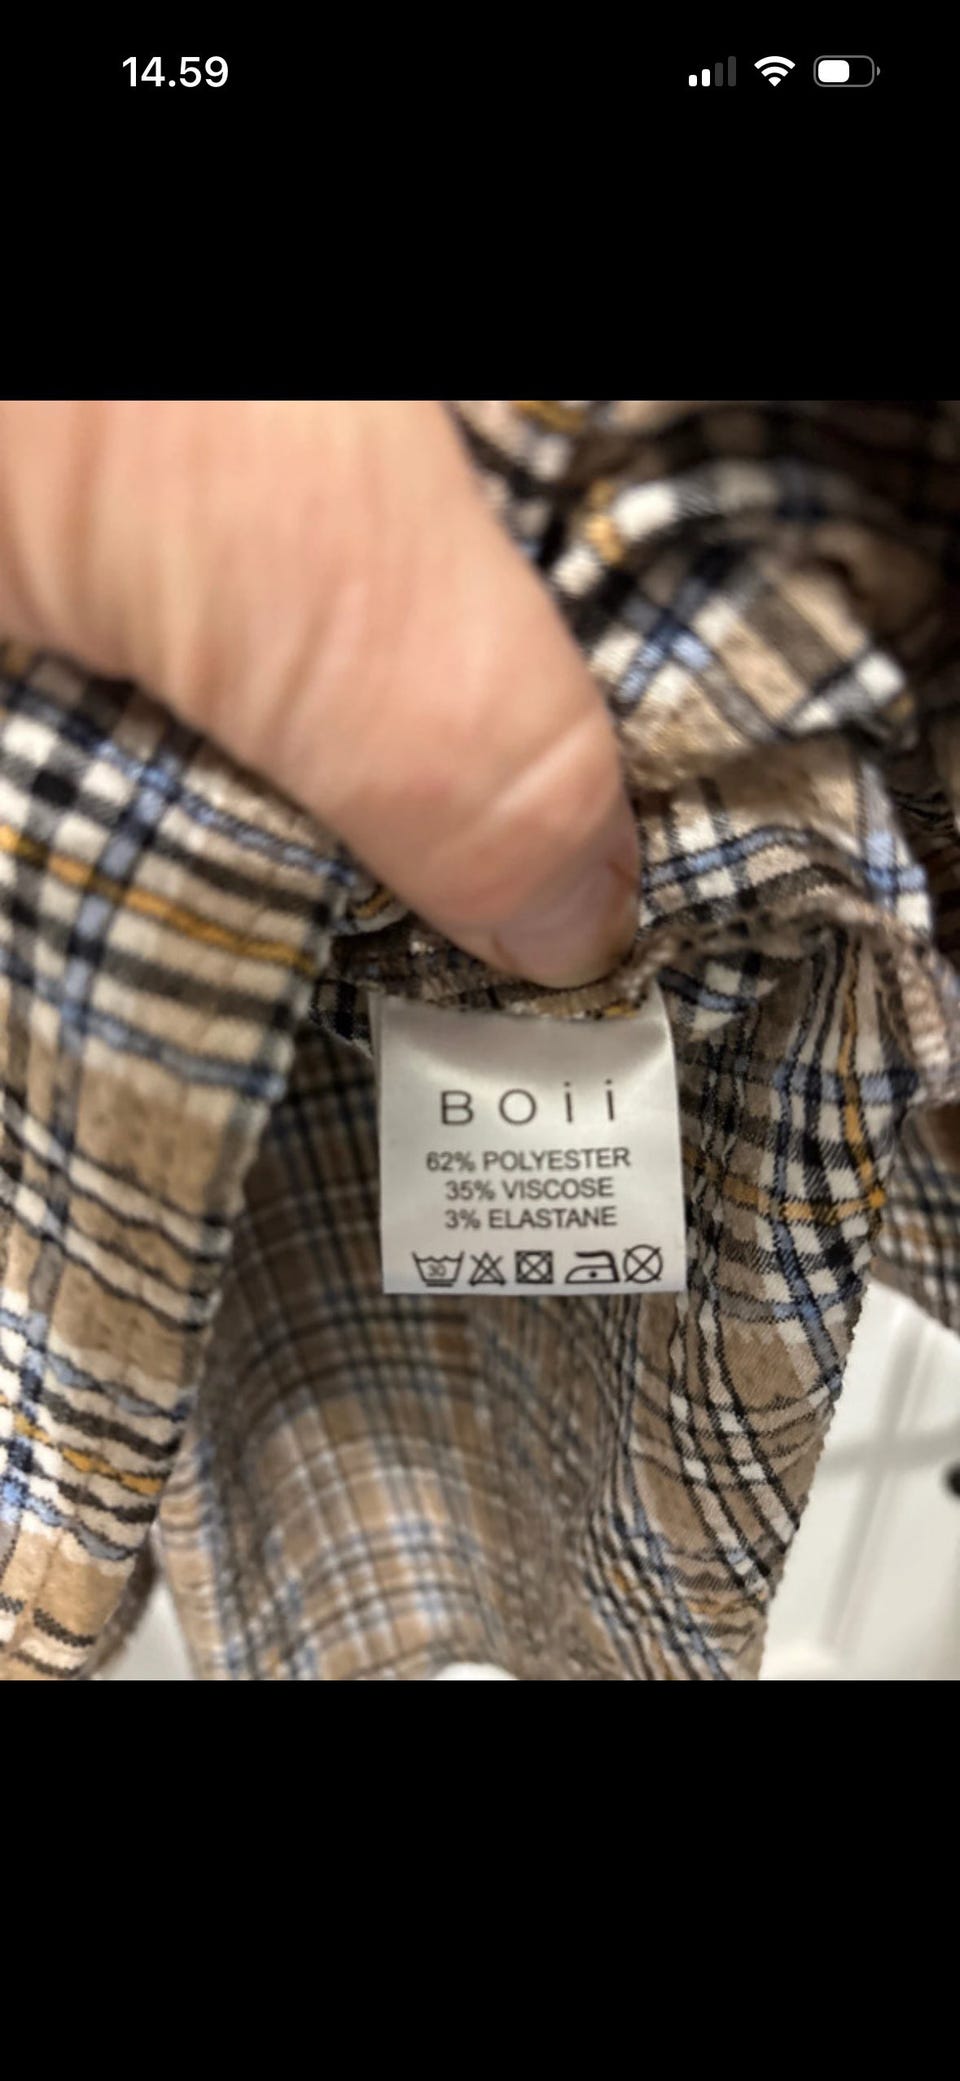 14.59
BOii
62% POLYESTER
35% VISCOSE
3% ELASTANE
30